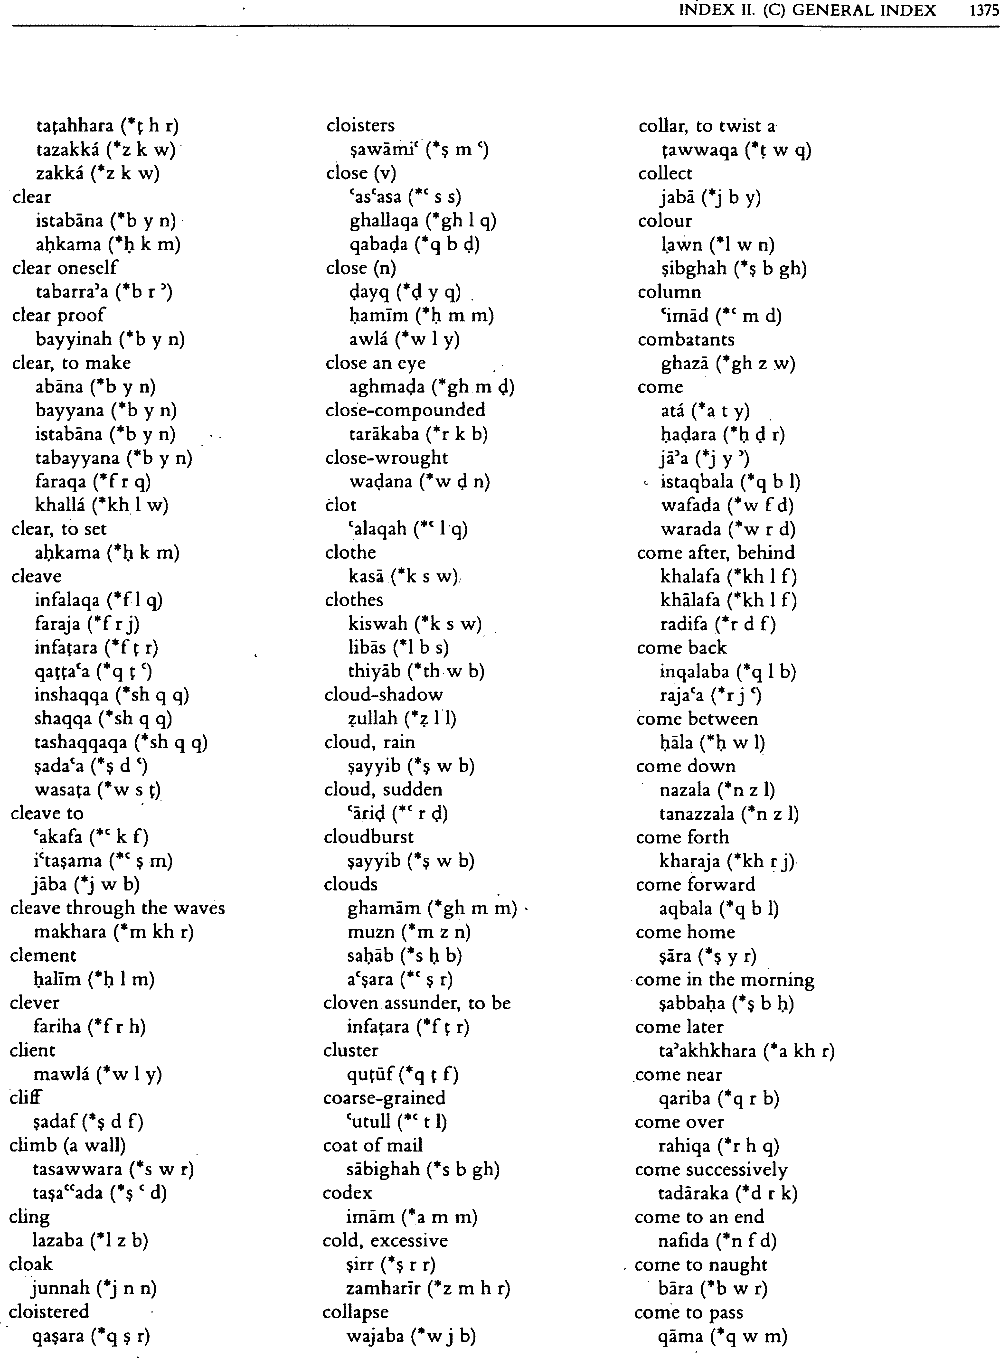 INDEX II. (C) GENERAL INDEX 1375
taṭahhara (*ṭ h r)
tazakká (*z k w)
zakká (*z k w)
clear
istabāna (*b y n)
aḥkama (*ḥ k m)
clear oneself
tabarraʾa (*b r ʾ)
clear proof
bayyinah (*b y n)
clear, to make
abāna (*b y n)
bayyana (*b y n)
istabāna (*b y n)
tabayyana (*b y n)
faraqa (*f r q)
khallá (*kh l w)
clear, to set
aḥkama (*ḥ k m)
cleave
infalaqa (*f l q)
faraja (*f r j)
infaṭara (*f ṭ r)
qaṭṭaʿa (*q ṭ ʿ)
inshaqqa (*sh q q)
shaqqa (*sh q q)
tashaqqaqa (*sh q q)
ṣadaʿa (*ṣ d ʿ)
wasaṭa (*w s ṭ)
cleave to
ʿakafa (*ʿ k f)
iʿtaṣama (*ʿ ṣ m)
jāba (*j w b)
cleave through the waves
makhara (*m kh r)
clement
ḥalīm (*ḥ l m)
clever
fariha (*f r h)
client
mawlá (*w l y)
cliff
ṣadaf (*ṣ d f)
climb (a wall)
tasawwara (*s w r)
taṣaʿʿada (*ṣ ʿ d)
cling
lazaba (*l z b)
cloak
junnah (*j n n)
cloistered
qaṣara (*q ṣ r)
cloisters
ṣawāmiʿ (*ṣ m ʿ)
close (v)
ʿasʿasa (*ʿ s s)
ghallaqa (*gh l q)
qabaḍa (*q b ḍ)
close (n)
ḍayq (*ḍ y q)
ḥamīm (*ḥ m m)
awlá (*w l y)
close an eye
aghmaḍa (*gh m ḍ)
close-compounded
tarākaba (*r k b)
close-wrought
waḍana (*w ḍ n)
clot
ʿalaqah (*ʿ l q)
clothe
kasā (*k s w)
clothes
kiswah (*k s w)
libās (*l b s)
thiyāb (*th w b)
cloud-shadow
ẓullah (*ẓ l l)
cloud, rain
ṣayyib (*ṣ w b)
cloud, sudden
ʿāriḍ (*ʿ r ḍ)
cloudburst
ṣayyib (*ṣ w b)
clouds
ghamām (*gh m m)
muzn (*m z n)
saḥāb (*s ḥ b)
aʿṣara (*ʿ ṣ r)
cloven assunder, to be
infaṭara (*f ṭ r)
cluster
quṭūf (*q ṭ f)
coarse-grained
ʿutull (*ʿ t l)
coat of mail
sābighah (*s b gh)
codex
imām (*a m m)
cold, excessive
ṣirr (*ṣ r r)
zamharīr (*z m h r)
collapse
wajaba (*w j b)
collar, to twist a
ṭawwaqa (*ṭ w q)
collect
jabā (*j b y)
colour
lawn (*l w n)
ṣibghah (*ṣ b gh)
column
ʿimād (*ʿ m d)
combatants
ghazā (*gh z w)
come
atá (*a t y)
ḥaḍara (*ḥ ḍ r)
jāʾa (*j y ʾ)
istaqbala (*q b l)
wafada (*w f d)
warada (*w r d)
come after, behind
khalafa (*kh l f)
khālafa (*kh l f)
radifa (*r d f)
come back
inqalaba (*q l b)
rajaʿa (*r j ʿ)
come between
ḥāla (*ḥ w l)
come down
nazala (*n z l)
tanazzala (*n z l)
come forth
kharaja (*kh r j)
come forward
aqbala (*q b l)
come home
ṣāra (*ṣ y r)
come in the morning
ṣabbaḥa (*ṣ b ḥ)
come later
taʾakhkhara (*a kh r)
come near
qariba (*q r b)
come over
rahiqa (*r h q)
come successively
tadāraka (*d r k)
come to an end
nafida (*n f d)
come to naught
bāra (*b w r)
come to pass
qāma (*q w m)